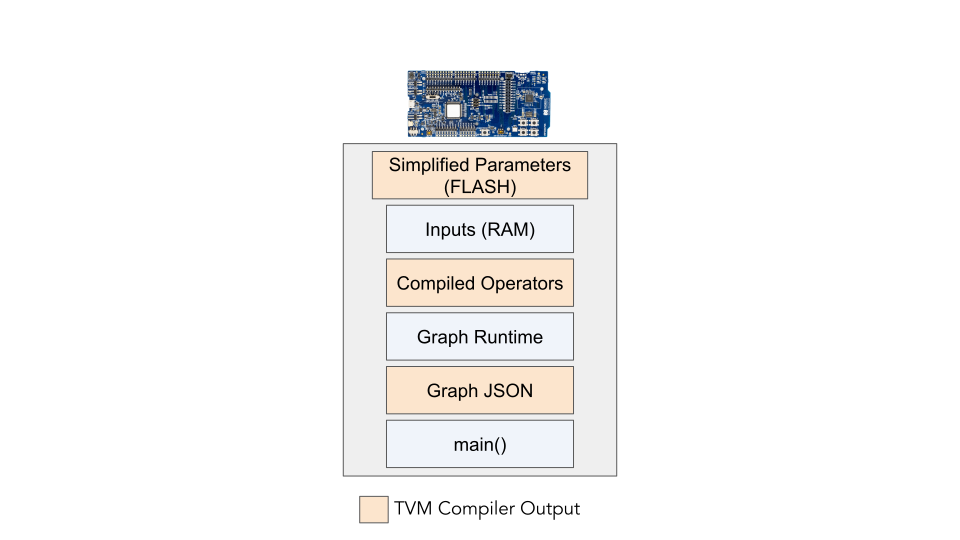 Simplified Parameters
(FLASH)
Inputs (RAM)
Compiled Operators
Graph Runtime
Graph JSON
main()
TVM Compiler Output